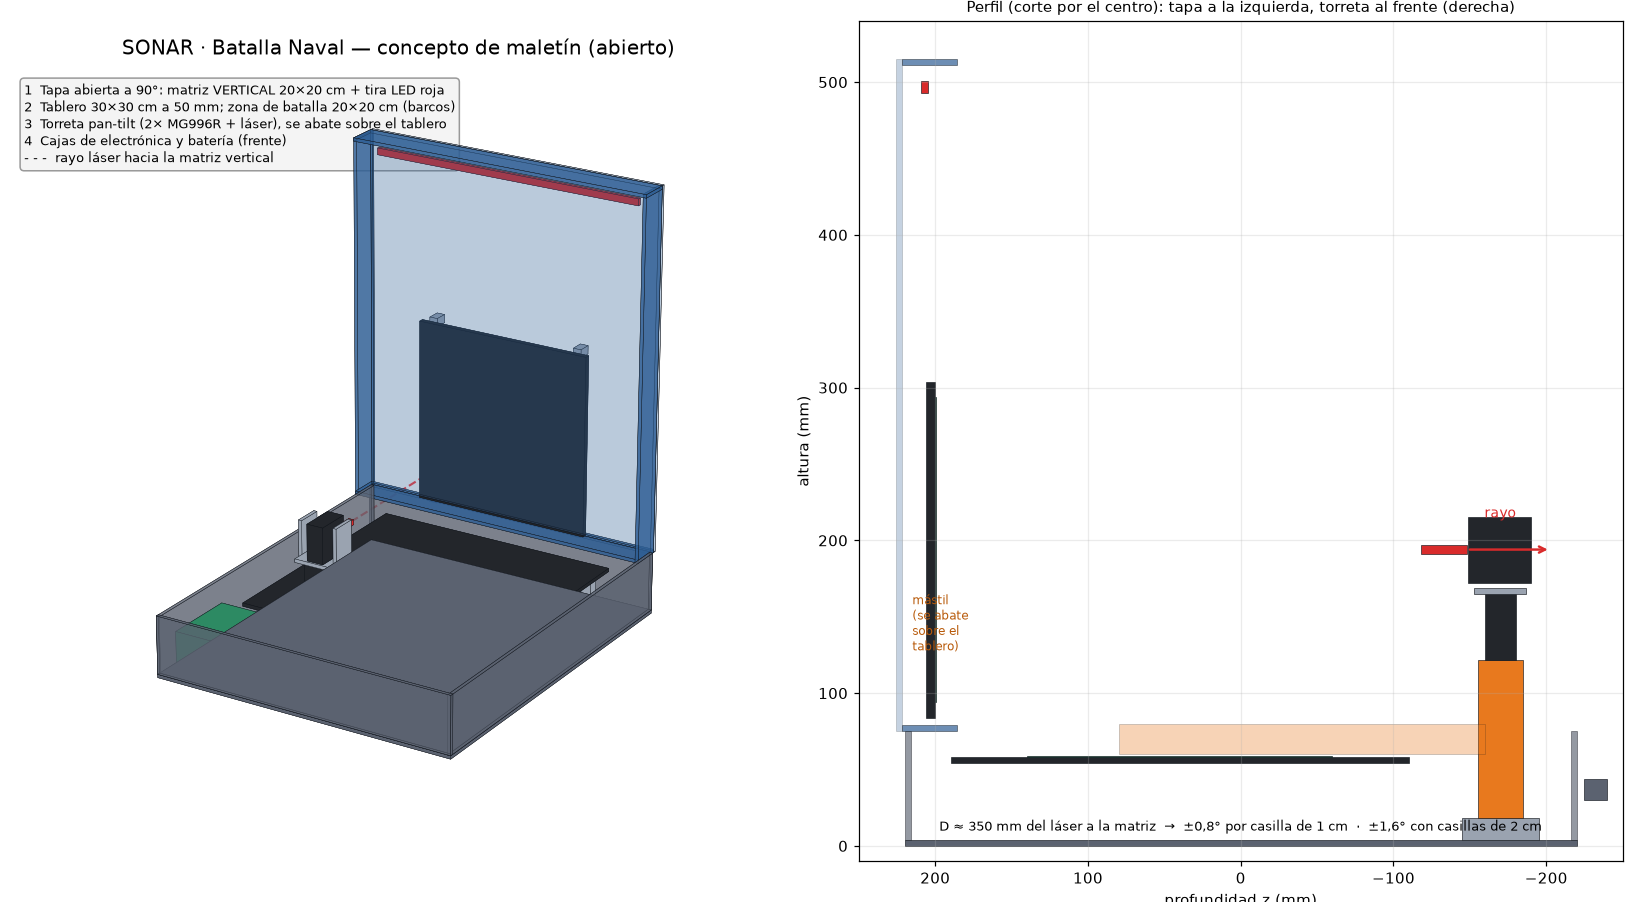 SONAR · Batalla Naval — concepto de maletín (abierto)
1 Tapa abierta a 90°: matriz VERTICAL 20×20 cm + tira LED roja
2 Tablero 30×30 cm a 50 mm; zona de batalla 20×20 cm (barcos)
3 Torreta pan-tilt (2× MG996R + láser), se abate sobre el tablero
4 Cajas de electrónica y batería (frente)
- - - rayo láser hacia la matriz vertical
Perfil (corte por el centro): tapa a la izquierda, torreta al frente (derecha)
500
400
300
200
100
0
altura (mm)
rayo
mástil
(se abate
sobre el
tablero)
D ≈ 350 mm del láser a la matriz → ±0,8° por casilla de 1 cm · ±1,6° con casillas de 2 cm
200
100
0
−100
−200
profundidad z (mm)